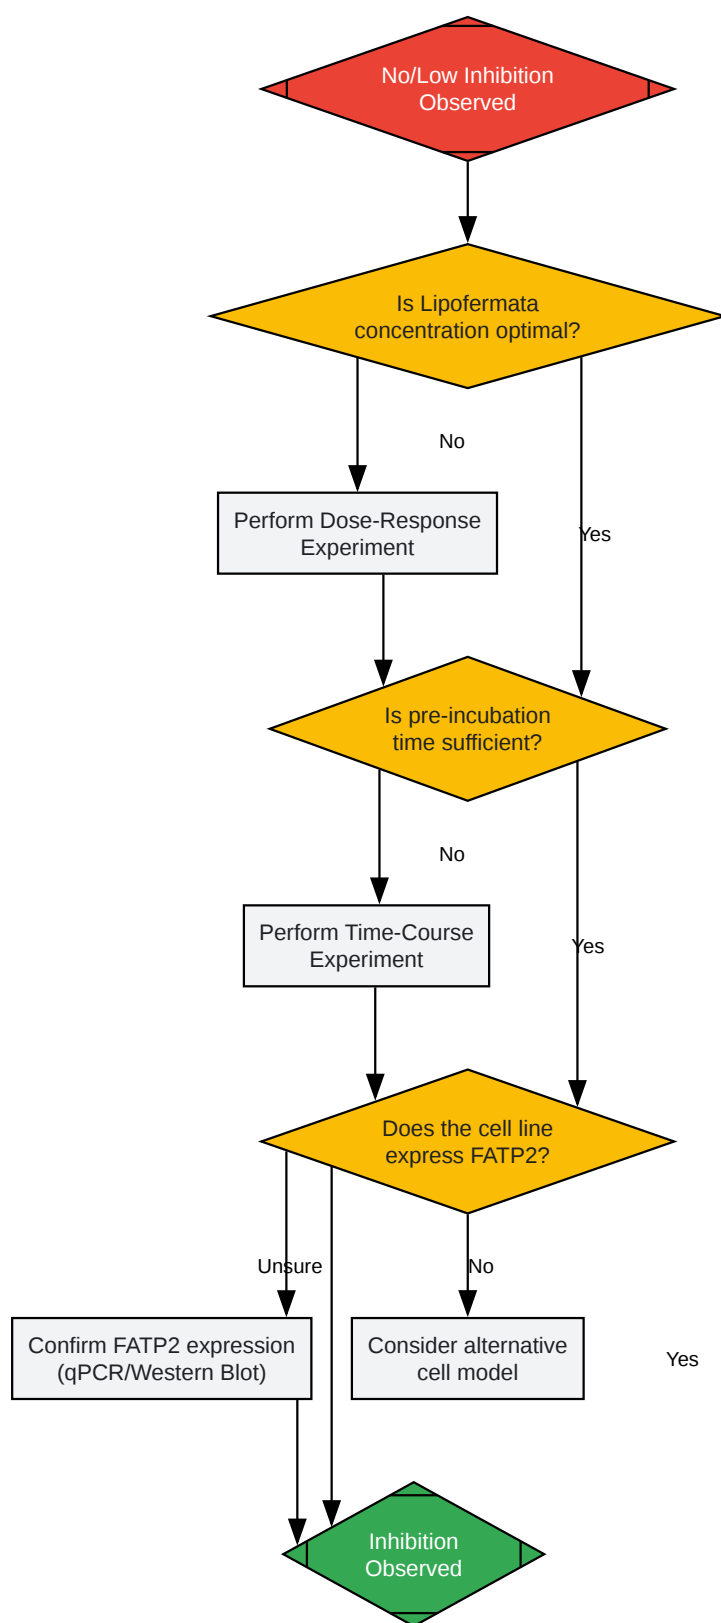 No/Low Inhibition
Observed
Is Lipofermata
concentration optimal?
No
Perform Dose-Response
Experiment
Yes
Is pre-incubation
time sufficient?
No
Perform Time-Course
Experiment
Yes
Does the cell line
express FATP2?
Unsure
No
Confirm FATP2 expression
(qPCR/Western Blot)
Consider alternative
cell model
Yes
Inhibition
Observed